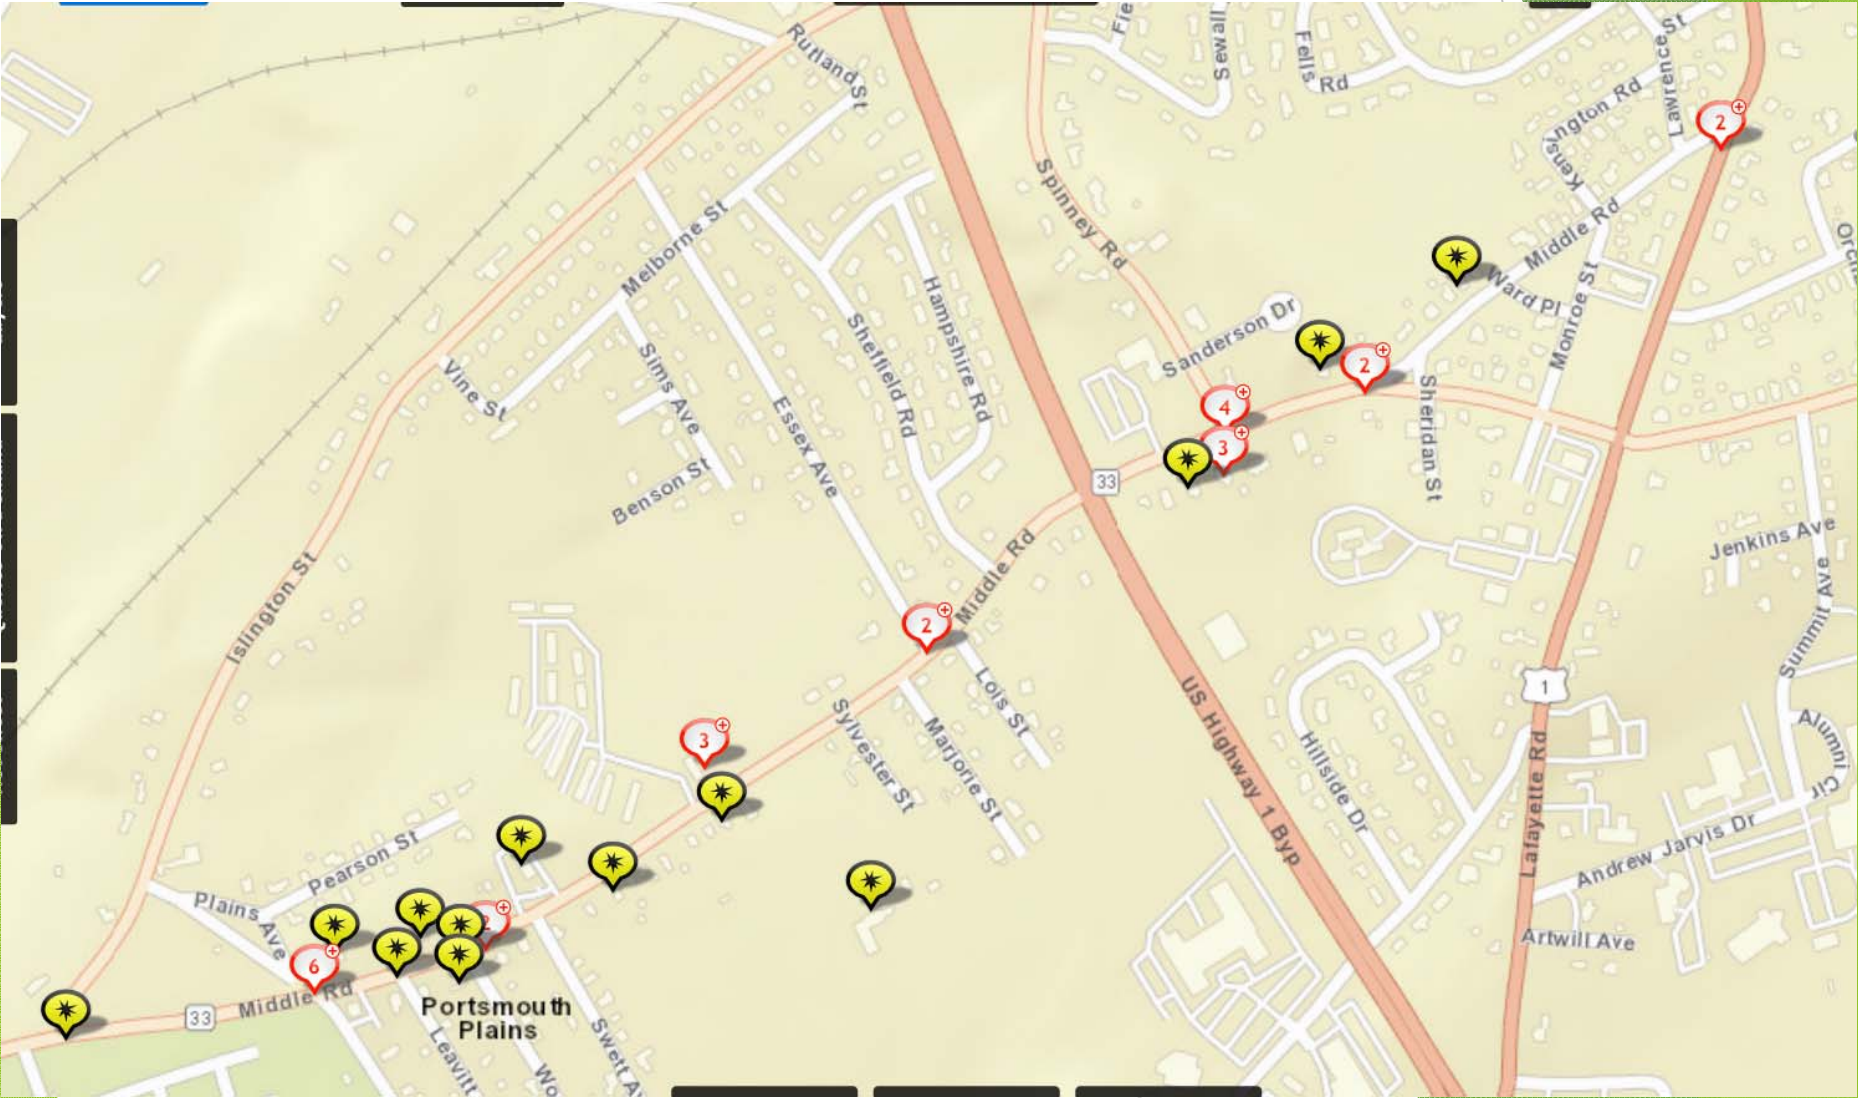 Rutland St
Fells
Rd
Sewall
Fie
Lawrence St
Kensington Rd
2
Spinney Rd
Middle Rd
Ward Pl
Monroe St
Melborne St
Hampshire Rd
Sheffield Rd
Sanderson Dr
2
4
3
33
Vine St
Sims Ave
Essex Ave
Benson St
Sheridan St
Jenkins Ave
Summit Ave
Islington St
Middle Rd
2
Lois St
Sylvester St
Marjorie St
US Highway 1 Byp
1
Hillside Dr
Lafayette Rd
Alumni Cir
Andrew Jarvis Dr
Artwill Ave
3
Pearson St
Plains Ave
2
6
33
Middle Rd
Portsmouth
Plains
Leavitt
Wo
Swett Av